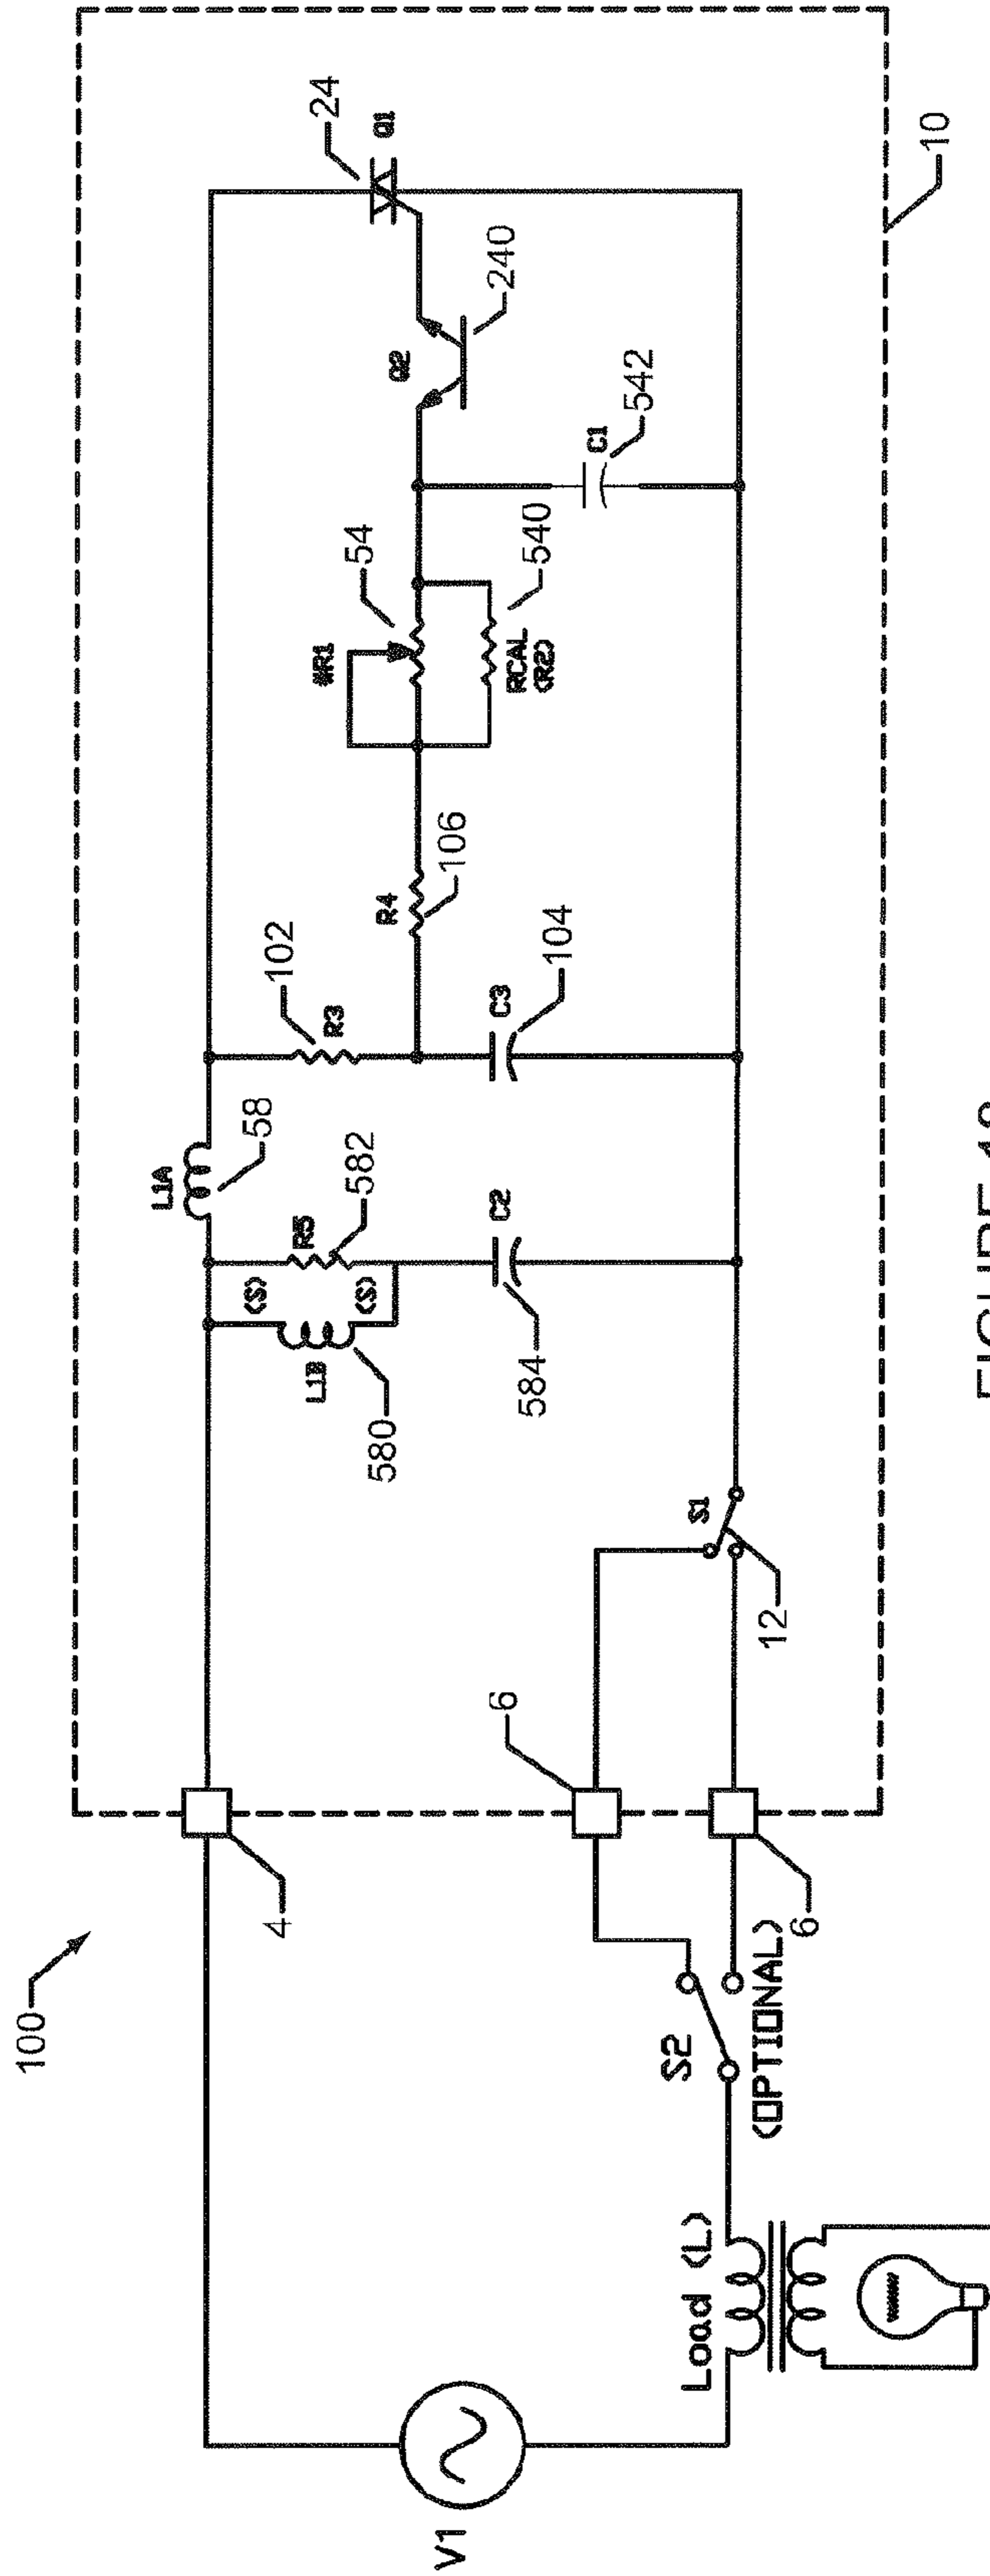 100
4
6
6
V1
Load (L)
S2
(OPTIONAL)
12
S1
580
L1B
(S)
(S)
R5
582
584
C2
L1A
58
102
R3
C3
104
R4
106
*R1
54
RCAL
(R2)
540
C1
542
Q2
240
24
Q1
10